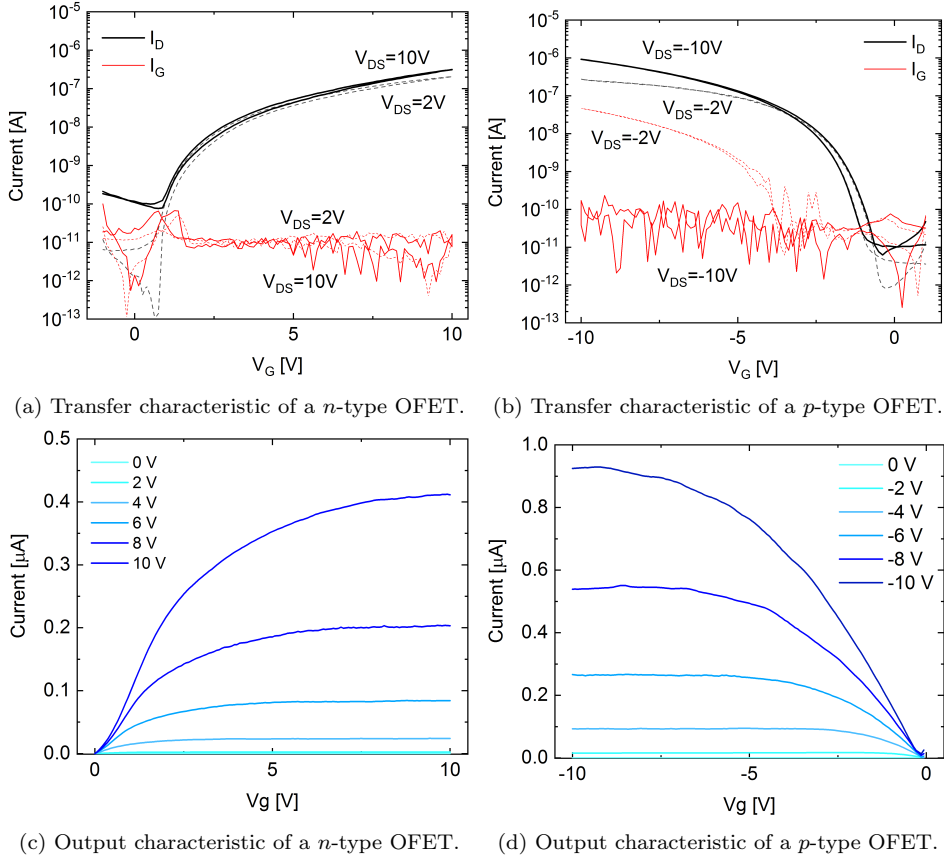 10⁻⁵
10⁻⁶
10⁻⁷
10⁻⁸
10⁻⁹
10⁻¹⁰
10⁻¹¹
10⁻¹²
10⁻¹³
Current [A]
I_D
I_G
V_DS=10V
V_DS=2V
V_DS=2V
V_DS=10V
0
5
10
V_G [V]
(a) Transfer characteristic of a n-type OFET.
10⁻⁵
10⁻⁶
10⁻⁷
10⁻⁸
10⁻⁹
10⁻¹⁰
10⁻¹¹
10⁻¹²
10⁻¹³
Current [A]
V_DS=-10V
I_D
I_G
V_DS=-2V
V_DS=-2V
V_DS=-10V
-10
-5
0
V_G [V]
(b) Transfer characteristic of a p-type OFET.
0.5
0.4
0.3
0.2
0.1
0.0
Current [μA]
0 V
2 V
4 V
6 V
8 V
10 V
0
5
10
Vg [V]
(c) Output characteristic of a n-type OFET.
1.0
0.8
0.6
0.4
0.2
0.0
Current [μA]
0 V
-2 V
-4 V
-6 V
-8 V
-10 V
-10
-5
0
Vg [V]
(d) Output characteristic of a p-type OFET.